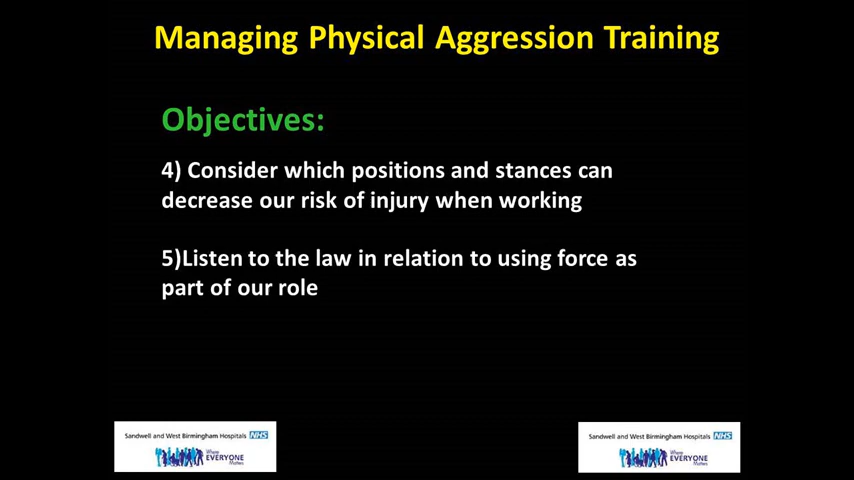 Managing Physical Aggression Training
Objectives:
4) Consider which positions and stances can
decrease our risk of injury when working
5)Listen to the law in relation to using force as
part of our role
Sandwell and West Birmingham Hospitals NHS
Where
EVERYONE
Matters
Sandwell and West Birmingham Hospitals NHS
Where
EVERYONE
Matters